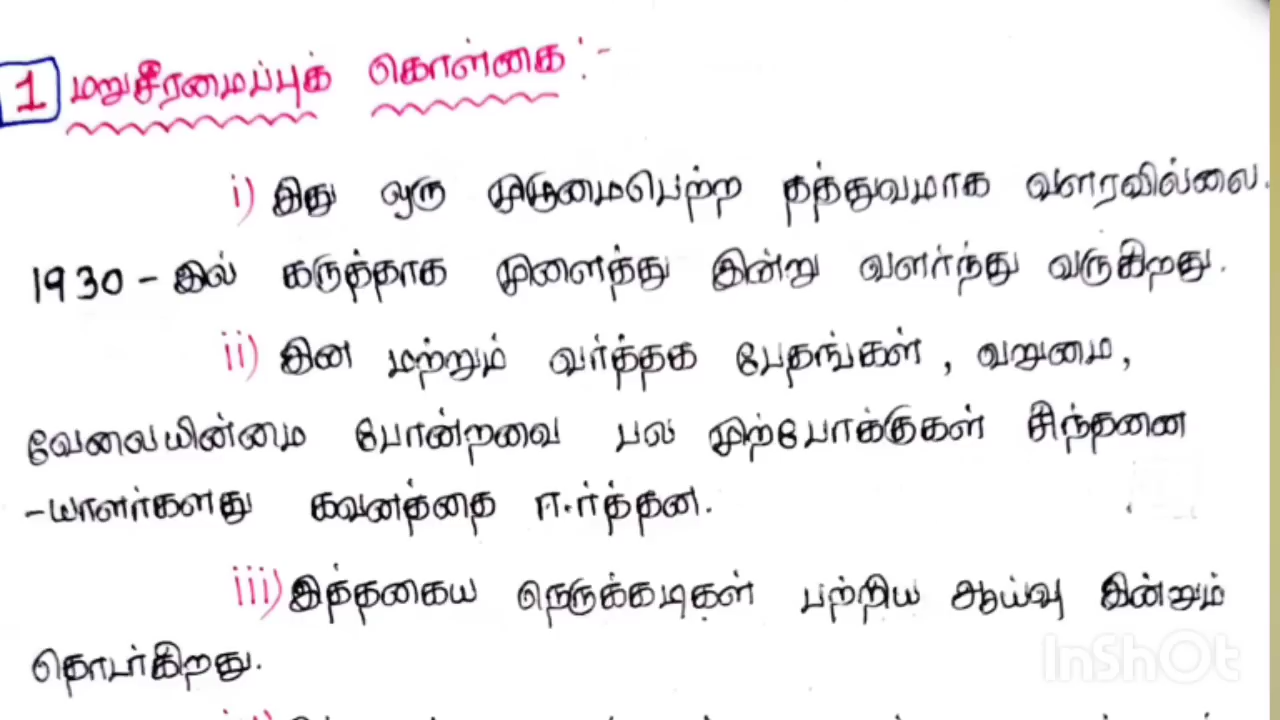 1 மறுசீரமைப்புக் கொள்கை :-
i) இது ஒரு முழுமைபெற்ற தத்துவமாக வளரவில்லை.
1930 - இல் கருத்தாக முளைத்து இன்று வளர்ந்து வருகிறது.
ii) இன மற்றும் வர்த்தக பேதங்கள் , வறுமை ,
வேலையின்மை போன்றவை பல முற்போக்குகள் சிந்தனை
-யாளர்களது கவனத்தை ஈர்த்தன.
iii) இத்தகைய நெருக்கடிகள் பற்றிய ஆய்வு இன்றும்
தொடர்கிறது.
InShOt